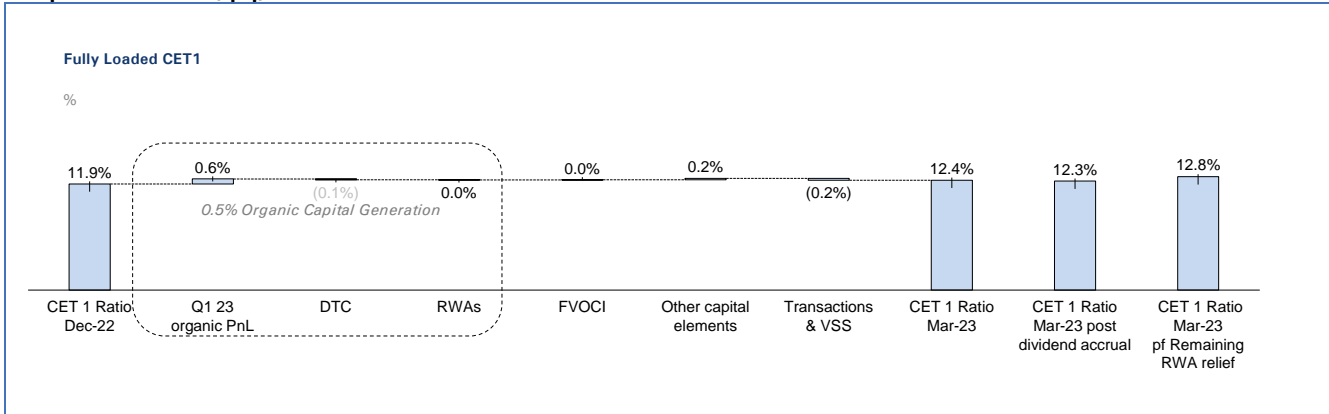 Fully Loaded CET1
%
11.9%
0.6%
(0.1%)
0.0%
0.0%
0.2%
(0.2%)
12.4%
12.3%
12.8%
0.5% Organic Capital Generation
CET 1 Ratio
Dec-22
Q1 23
organic PnL
DTC
RWAs
FVOCI
Other capital
elements
Transactions
& VSS
CET 1 Ratio
Mar-23
CET 1 Ratio
Mar-23 post
dividend accrual
CET 1 Ratio
Mar-23
pf Remaining
RWA relief